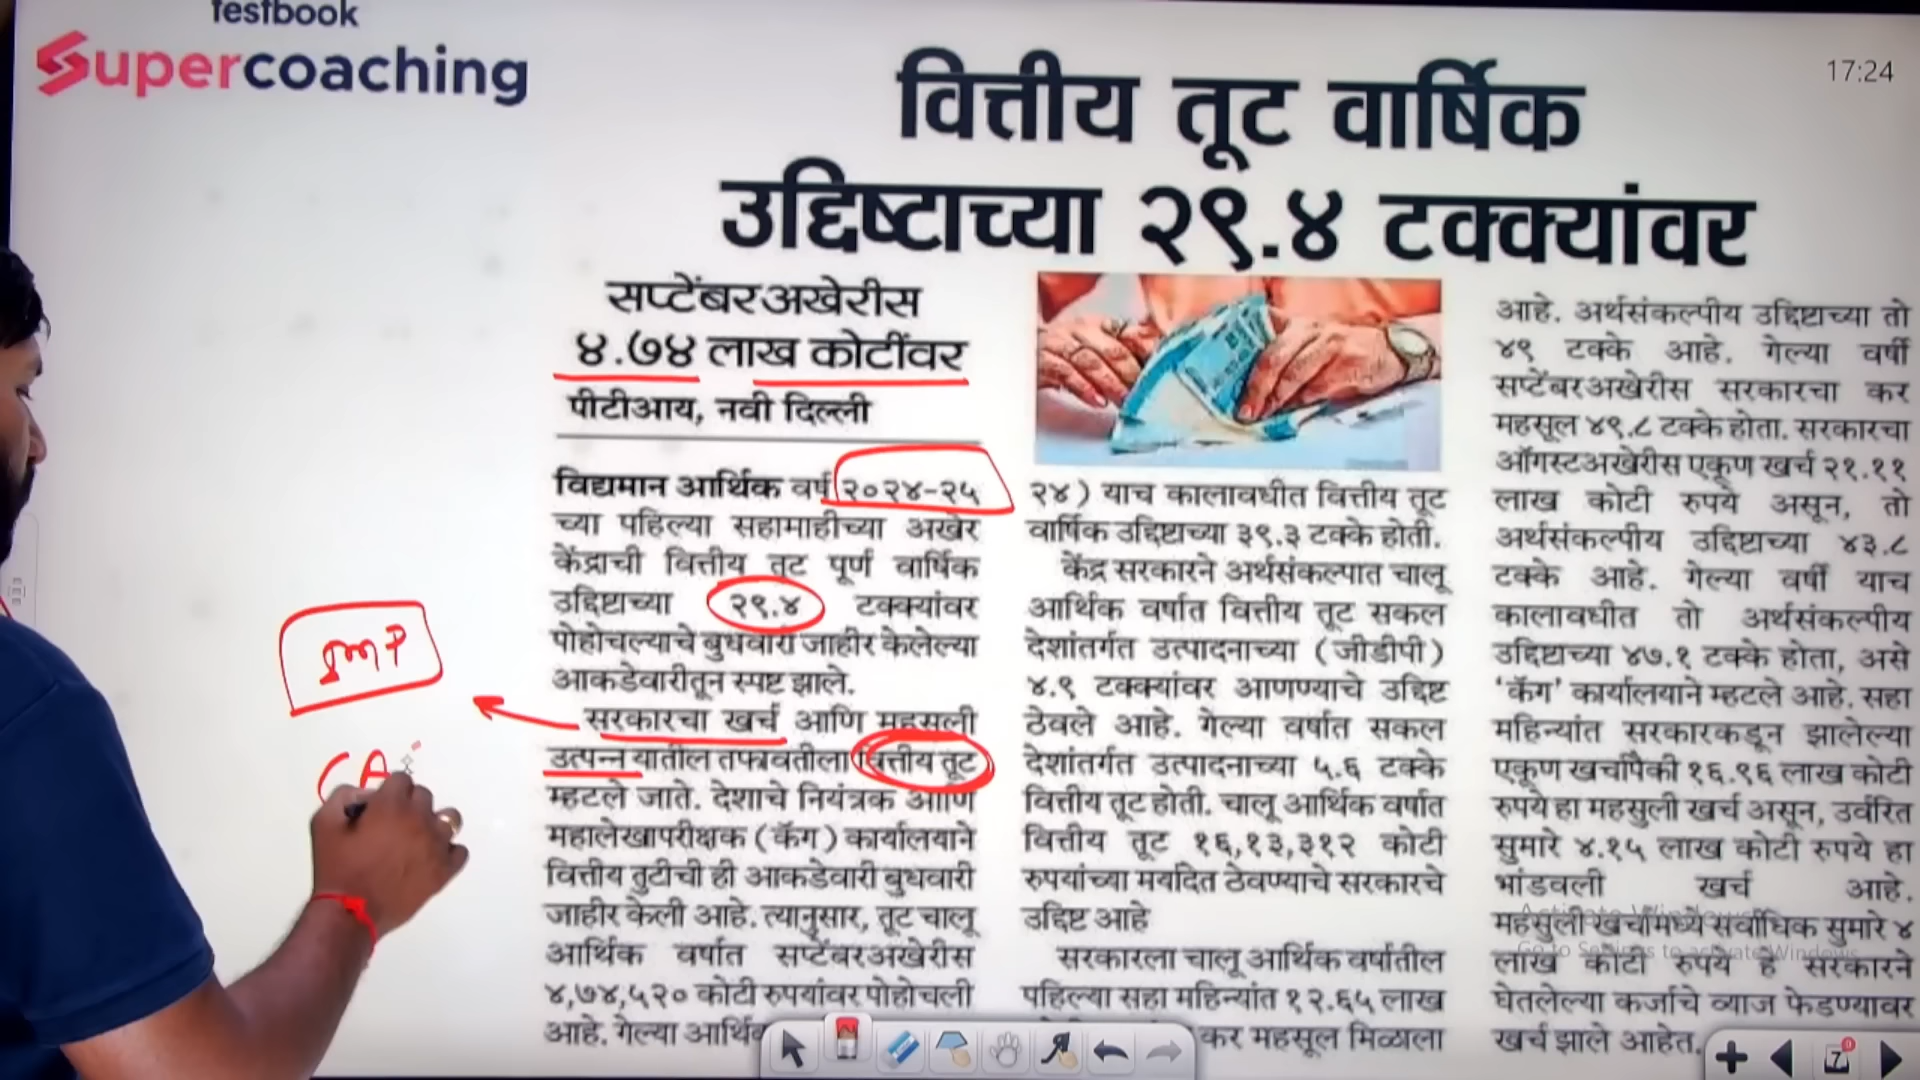 testbook
Supercoaching
17:24
वित्तीय तूट वार्षिक
उद्दिष्टाच्या २९.४ टक्क्यांवर
सप्टेंबरअखेरीस
४.७४ लाख कोटींवर
पीटीआय, नवी दिल्ली
विद्यमान आर्थिक वर्ष २०२४-२५
च्या पहिल्या सहामाहीच्या अखेर
केंद्राची वित्तीय तूट पूर्ण वार्षिक
उद्दिष्टाच्या २९.४ टक्क्यांवर
पोहोचल्याचे बुधवारी जाहीर केलेल्या
आकडेवारीतून स्पष्ट झाले.
सरकारचा खर्च आणि महसुली
उत्पन्न यातील तफावतीला वित्तीय तूट
म्हटले जाते. देशाचे नियंत्रक आणि
महालेखापरीक्षक (कॅग) कार्यालयाने
वित्तीय तुटीची ही आकडेवारी बुधवारी
जाहीर केली आहे. त्यानुसार, तूट चालू
आर्थिक वर्षात सप्टेंबरअखेरीस
४,७४,५२० कोटी रुपयांवर पोहोचली
आहे. गेल्या आर्थिक
२४) याच कालावधीत वित्तीय तूट
वार्षिक उद्दिष्टाच्या ३९.३ टक्के होती.
केंद्र सरकारने अर्थसंकल्पात चालू
आर्थिक वर्षात वित्तीय तूट सकल
देशांतर्गत उत्पादनाच्या (जीडीपी)
४.९ टक्क्यांवर आणण्याचे उद्दिष्ट
ठेवले आहे. गेल्या वर्षात सकल
देशांतर्गत उत्पादनाच्या ५.६ टक्के
वित्तीय तूट होती. चालू आर्थिक वर्षात
वित्तीय तूट १६,१३,३१२ कोटी
रुपयांच्या मर्यादित ठेवण्याचे सरकारचे
उद्दिष्ट आहे
सरकारला चालू आर्थिक वर्षातील
पहिल्या सहा महिन्यांत १२.६५ लाख
कर महसूल मिळाला
आहे. अर्थसंकल्पीय उद्दिष्टाच्या तो
४९ टक्के आहे. गेल्या वर्षी
सप्टेंबरअखेरीस सरकारचा कर
महसूल ४९.८ टक्के होता. सरकारचा
ऑगस्टअखेरीस एकूण खर्च २१.११
लाख कोटी रुपये असून, तो
अर्थसंकल्पीय उद्दिष्टाच्या ४३.८
टक्के आहे. गेल्या वर्षी याच
कालावधीत तो अर्थसंकल्पीय
उद्दिष्टाच्या ४७.१ टक्के होता, असे
'कॅग' कार्यालयाने म्हटले आहे. सहा
महिन्यांत सरकारकडून झालेल्या
एकूण खर्चापैकी १६.९६ लाख कोटी
रुपये हा महसुली खर्च असून, उर्वरित
सुमारे ४.१५ लाख कोटी रुपये हा
भांडवली खर्च आहे.
महसुली खर्चामध्ये सर्वाधिक सुमारे ४
लाख कोटी रुपये हे सरकारने
घेतलेल्या कर्जाचे व्याज फेडण्यावर
खर्च झाले आहेत.
IMP
(A
Activate Windows
Go to Settings to activate Windows.
7